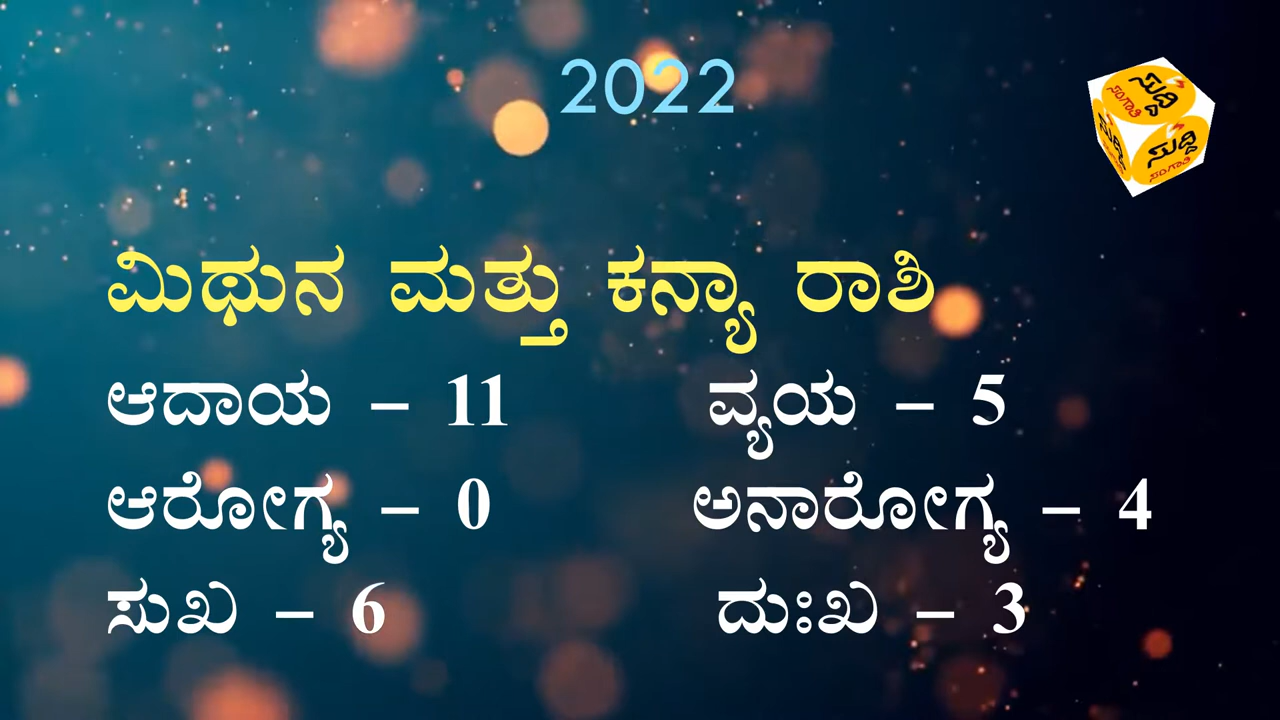 2022
ಸುದ್ದಿ
ಸಂಗಾತಿ
ಸುದ್ದಿ
ಸಂಗಾತಿ
ಮಿಥುನ ಮತ್ತು ಕನ್ಯಾ ರಾಶಿ
ಆದಾಯ – 11 ವ್ಯಯ – 5
ಆರೋಗ್ಯ – 0 ಅನಾರೋಗ್ಯ – 4
ಸುಖ – 6 ದುಃಖ – 3